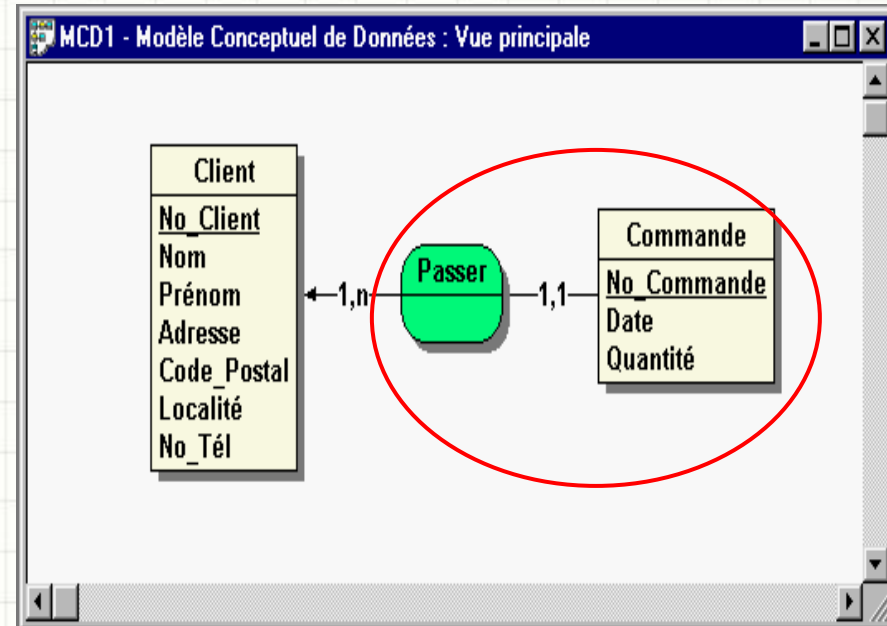 MCD1 - Modèle Conceptuel de Données : Vue principale
Client
No_Client
Nom
Prénom
Adresse
Code_Postal
Localité
No_Tél
1,n
Passer
1,1
Commande
No_Commande
Date
Quantité